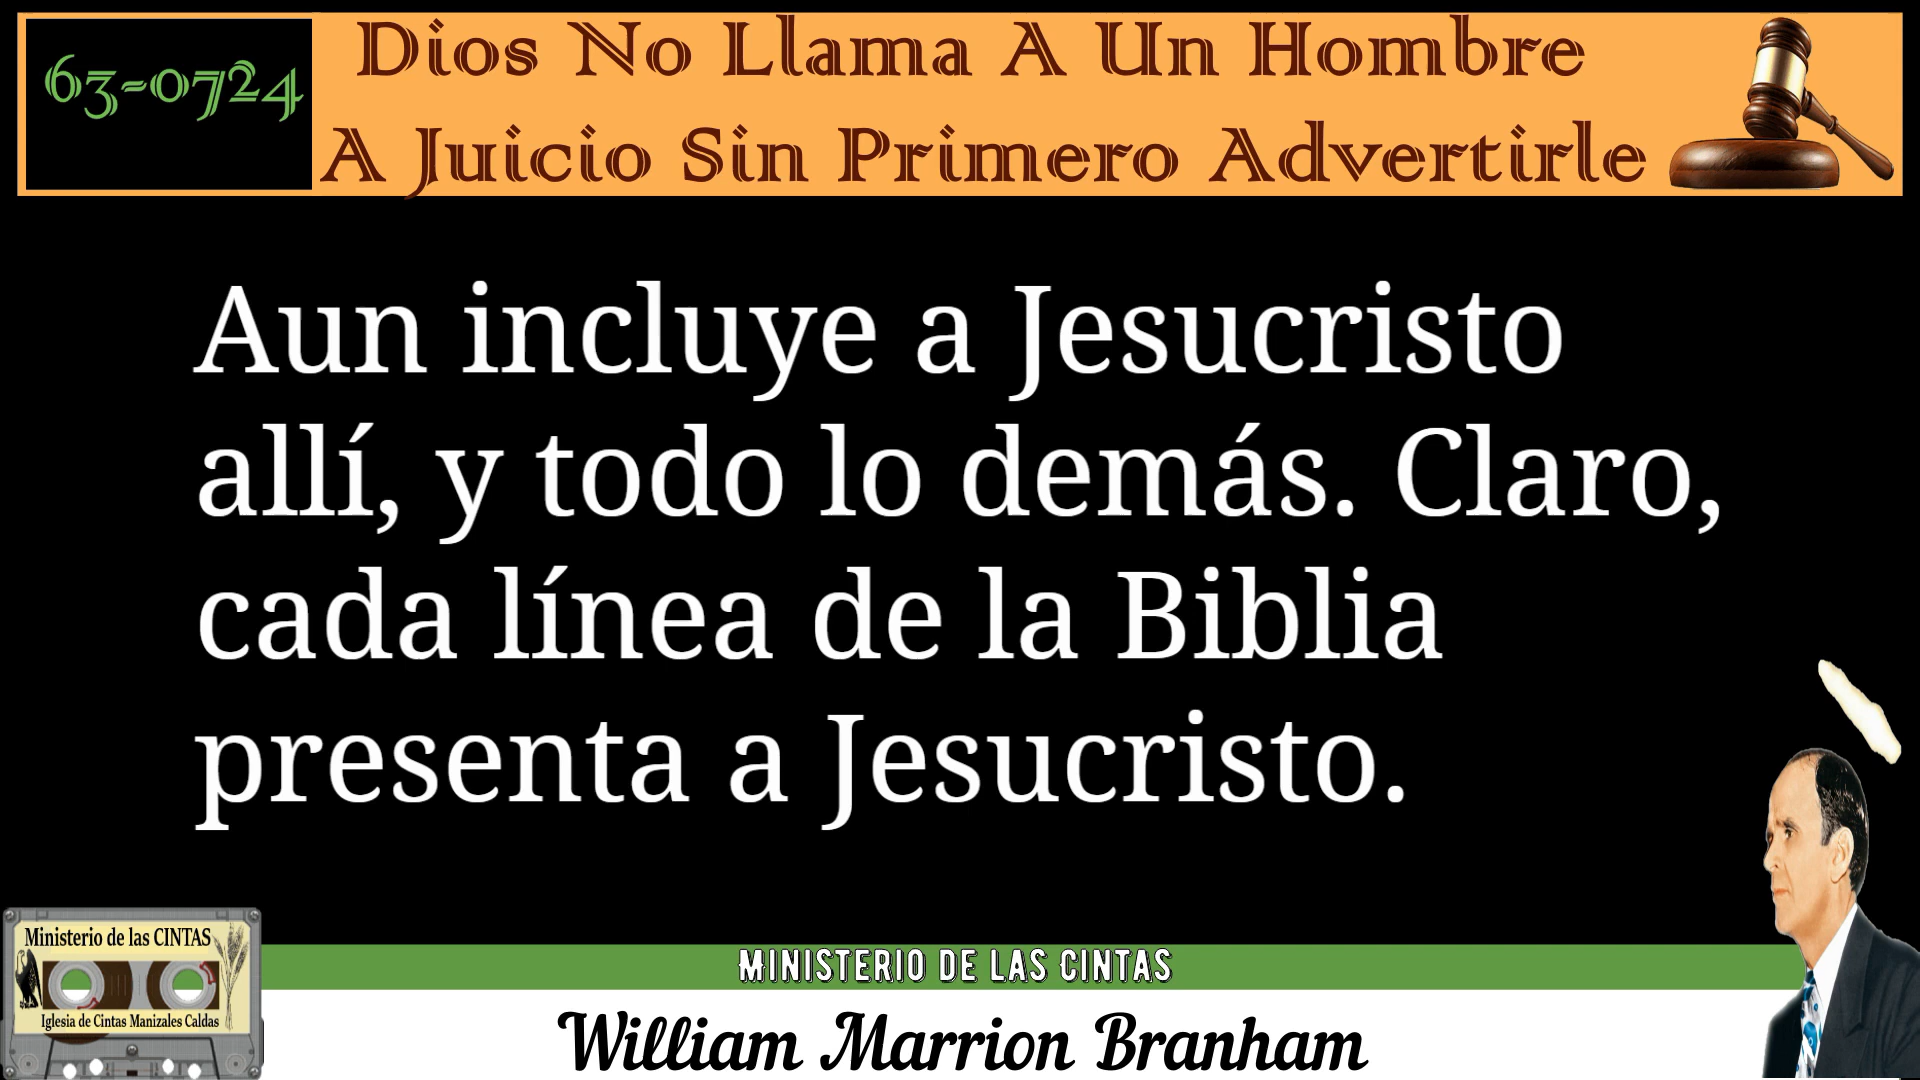 63-0724
Dios No Llama A Un Hombre
A Juicio Sin Primero Advertirle
Aun incluye a Jesucristo
allí, y todo lo demás. Claro,
cada línea de la Biblia
presenta a Jesucristo.
Ministerio de las CINTAS
Iglesia de Cintas Manizales Caldas
MINISTERIO DE LAS CINTAS
William Marrion Branham